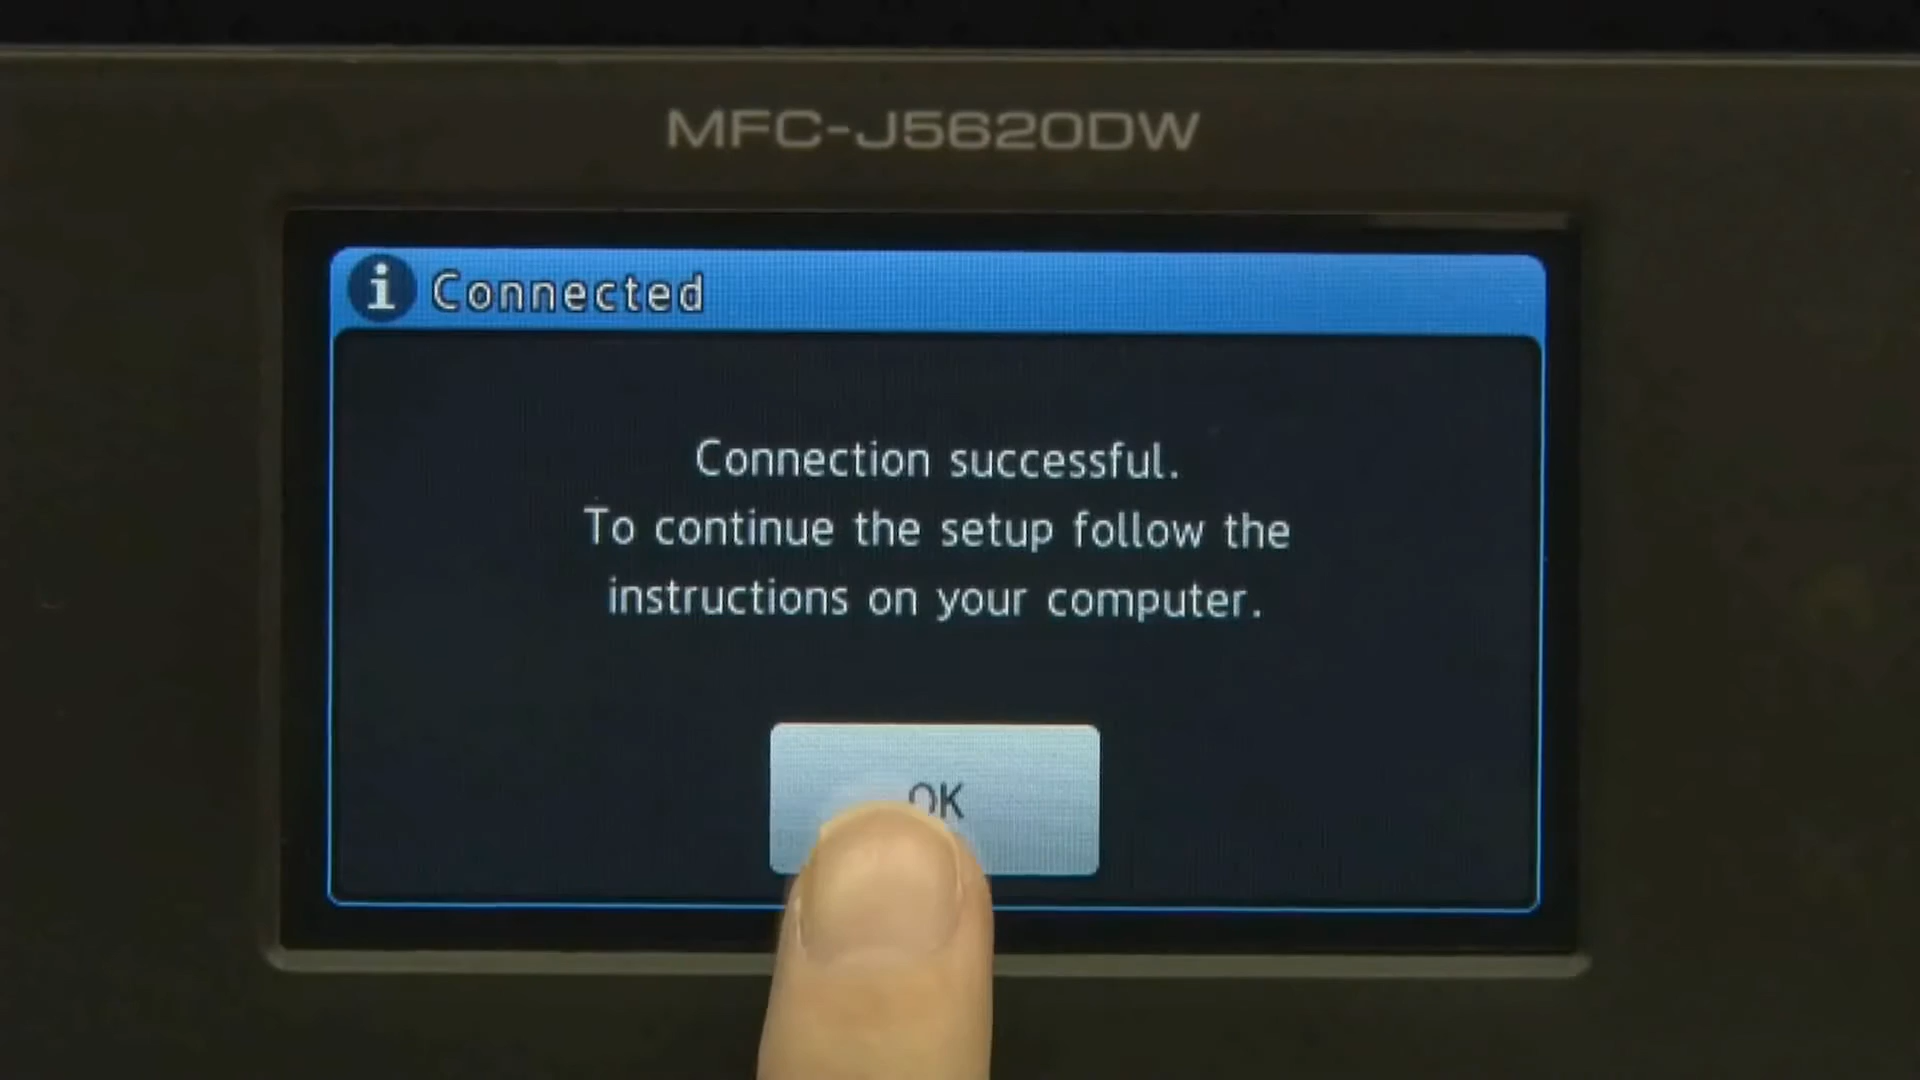 MFC-J5620DW
i Connected
Connection successful.
To continue the setup follow the
instructions on your computer.
OK